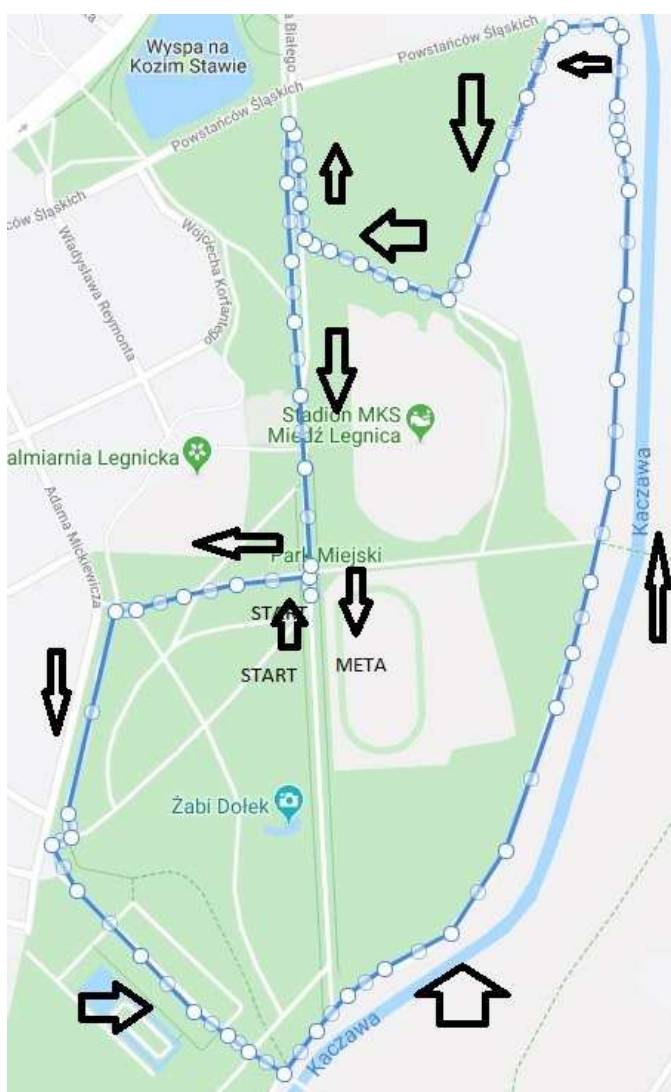 Wyspa na
Kozim Stawie
a Białego
Powstańców Śląskich
Powstańców Śląskich
ców Śląskich
Władysława Reymonta
Wojciecha Korfantego
Stadion MKS
Miedź Legnica
almiarnia Legnicka
Adama Mickiewicza
Kaczawa
Park Miejski
START
START
META
Żabi Dołek
Kaczawa